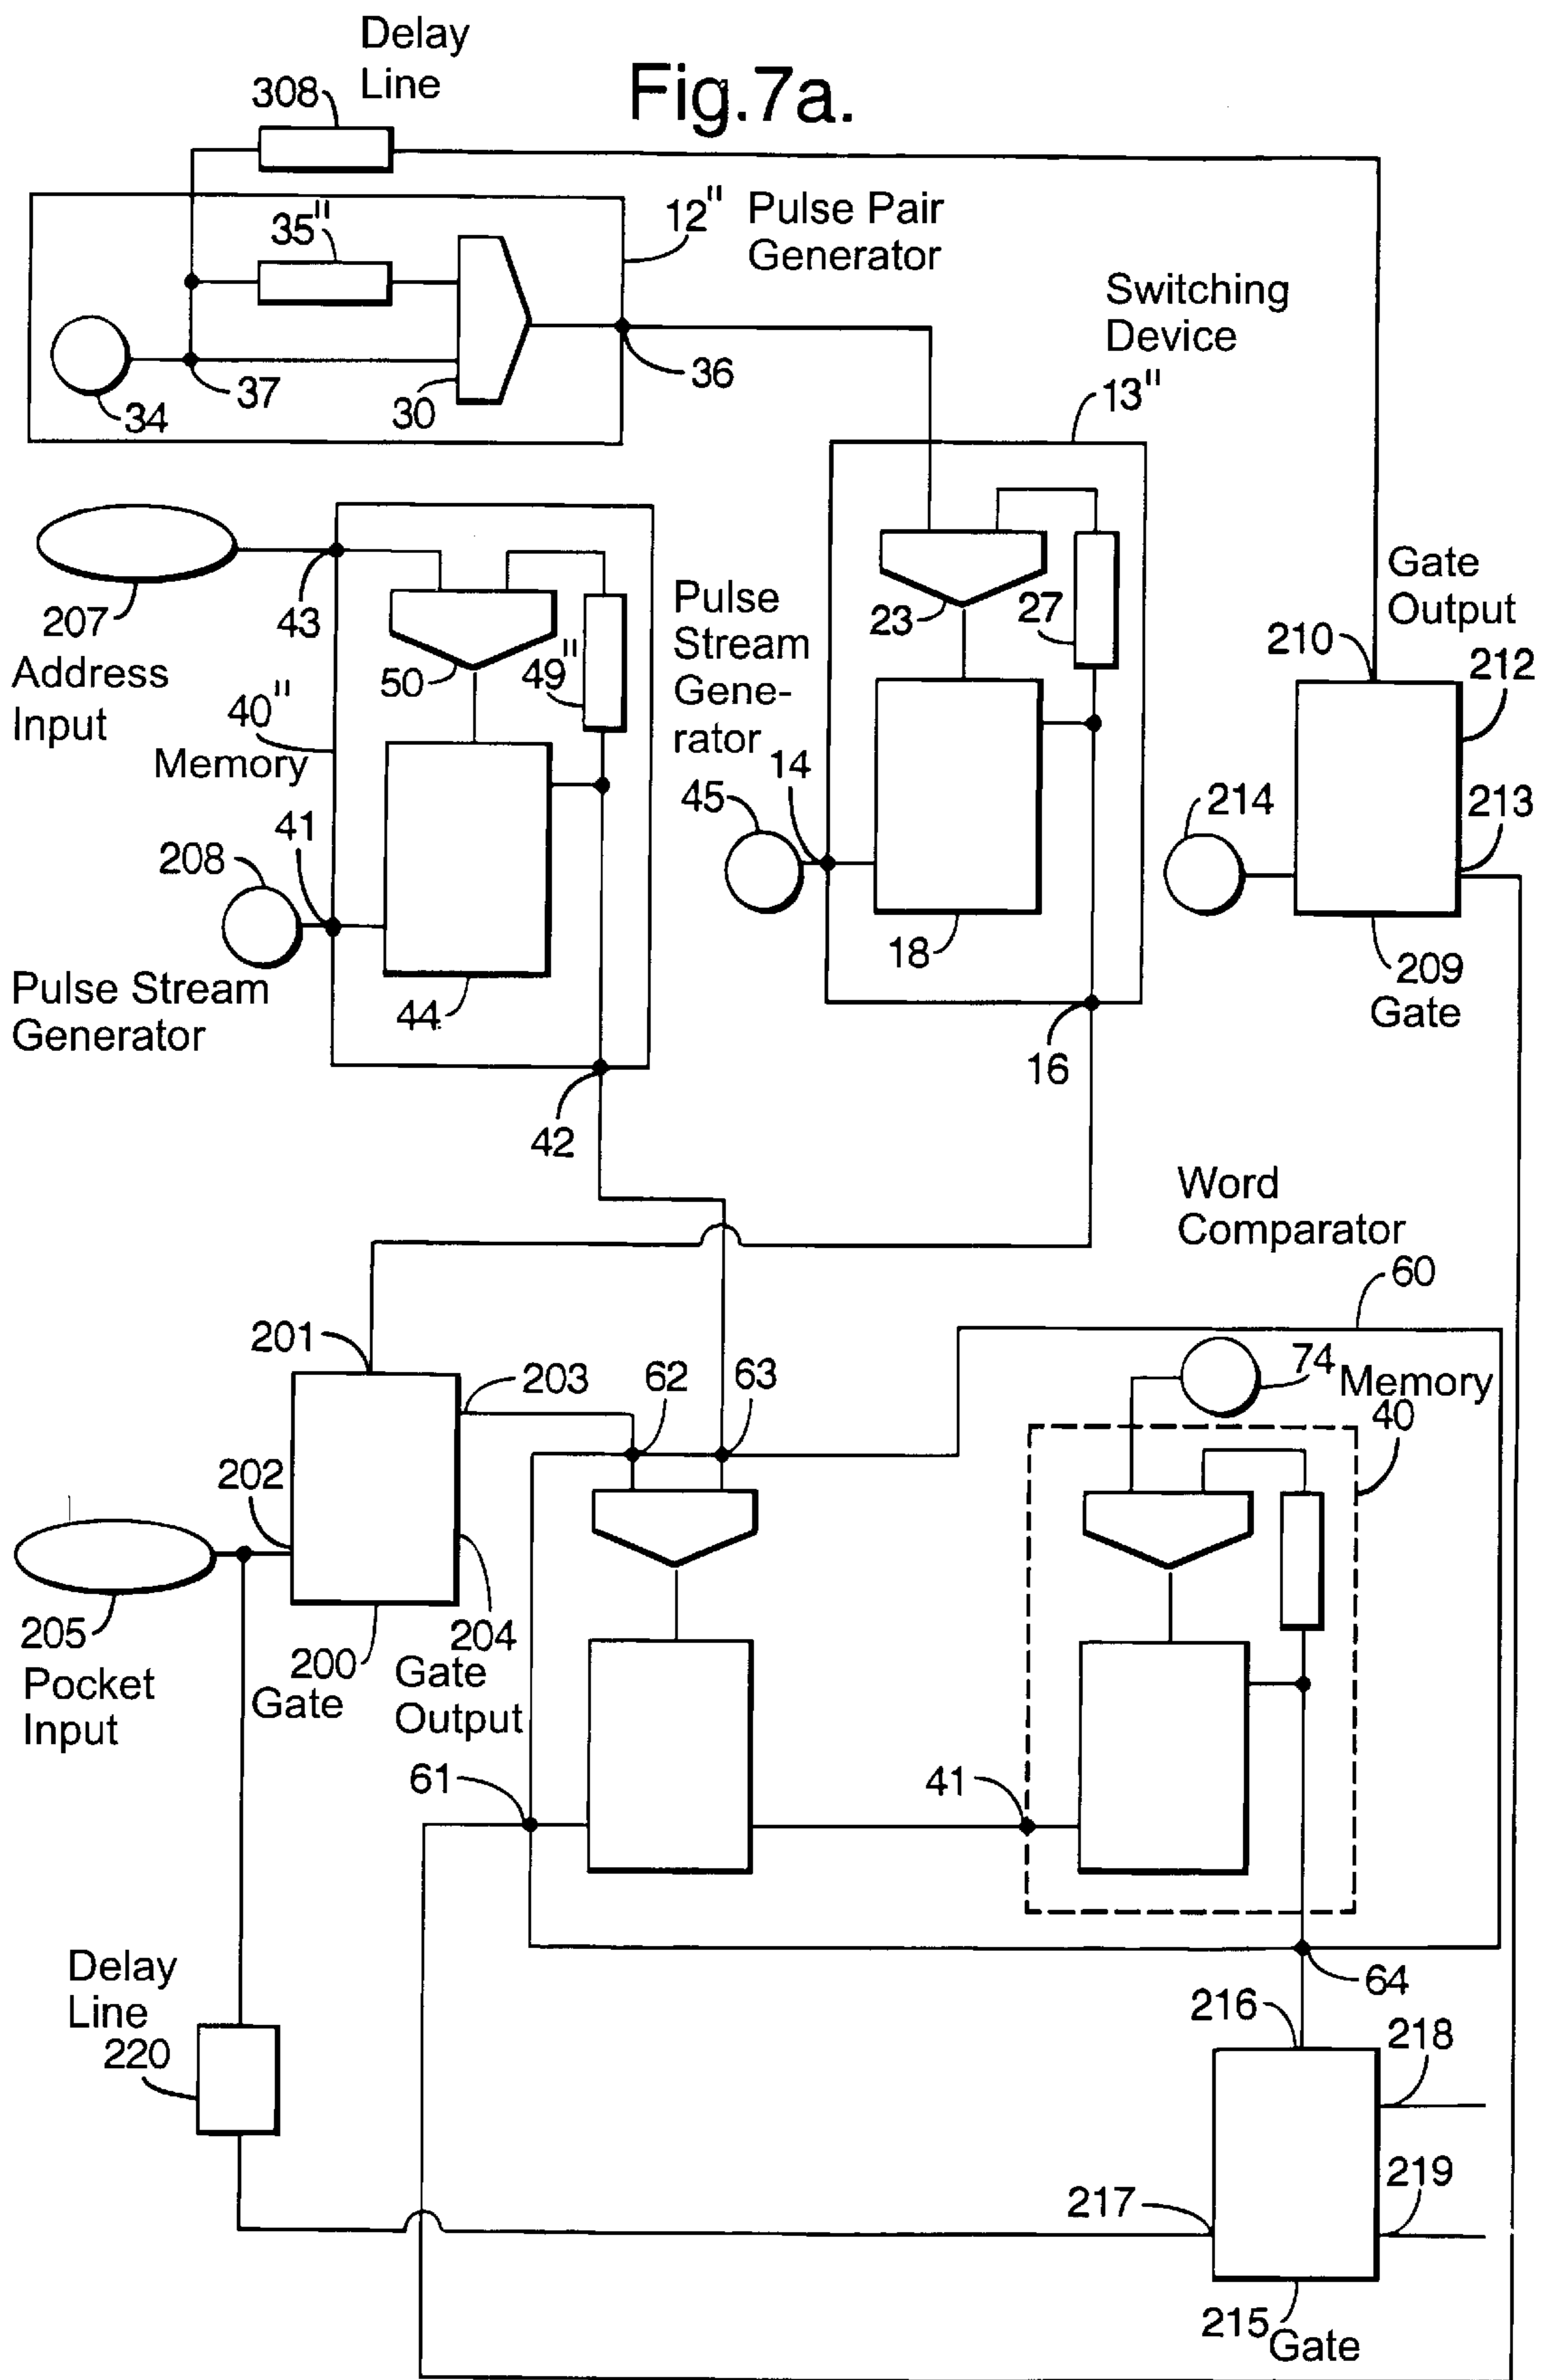 Delay
Line
Fig.7a.
308
12" Pulse Pair
Generator
35"
37
30
36
34
Switching
Device
13"
207
43
Address
Input
40"
Memory
50
49"
Pulse
Stream
Gene-
rator
23
27
Gate
Output
210
212
213
214
45
14
41
208
18
209
Gate
Pulse Stream
Generator
44
16
42
Word
Comparator
60
201
203
62
63
74
Memory
40
202
205
204
200
Pocket
Input
Gate
Gate
Output
61
41
Delay
Line
220
64
216
218
217
219
215
Gate